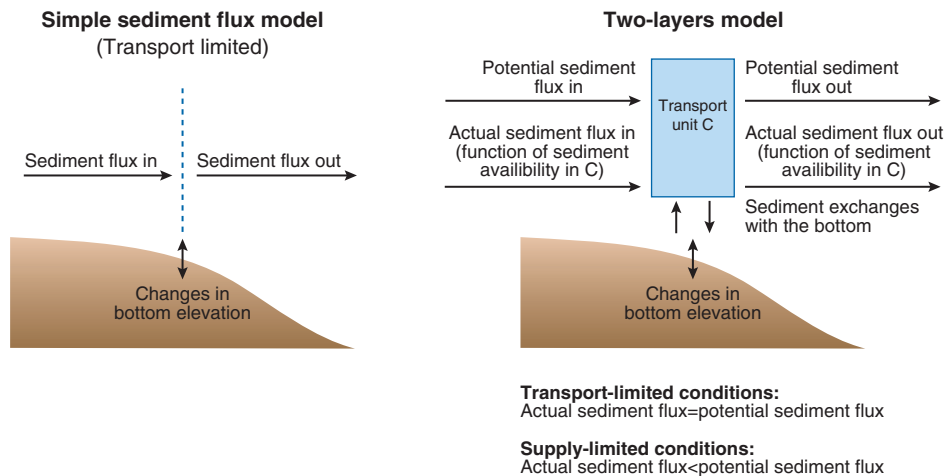 Simple sediment flux model
(Transport limited)
Sediment flux in
Sediment flux out
Changes in
bottom elevation
Two-layers model
Potential sediment
flux in
Actual sediment flux in
(function of sediment
availibility in C)
Transport
unit C
Potential sediment
flux out
Actual sediment flux out
(function of sediment
availibility in C)
Sediment exchanges
with the bottom
Changes in
bottom elevation
Transport-limited conditions:
Actual sediment flux=potential sediment flux
Supply-limited conditions:
Actual sediment flux<potential sediment flux